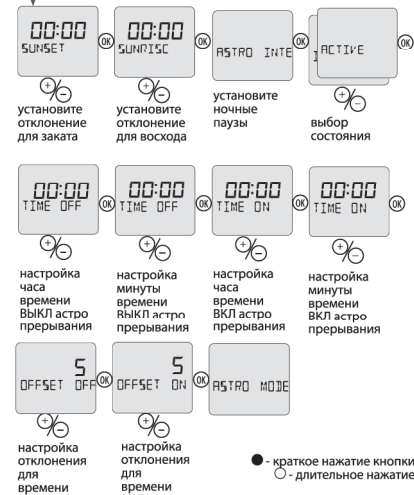 00:00
SUNSET
OK
установите
отклонение
для заката
00:00
SUNRISC
OK
установите
отклонение
для восхода
ASTRO INTE
OK
установите
ночные
паузы
ACTIVE
OK
выбор
состояния
00:00
TIME OFF
OK
настройка
часа
времени
ВЫКЛ астро
прерывания
00:00
TIME OFF
OK
настройка
минуты
времени
ВЫКЛ астро
прерывания
00:00
TIME ON
OK
настройка
часа
времени
ВКЛ астро
прерывания
00:00
TIME ON
OK
настройка
минуты
времени
ВКЛ астро
прерывания
5
OFFSET OFF
OK
настройка
отклонения
для
времени
5
OFFSET ON
OK
настройка
отклонения
для
времени
ASTRO MODE
- краткое нажатие кнопки
- длительное нажатие